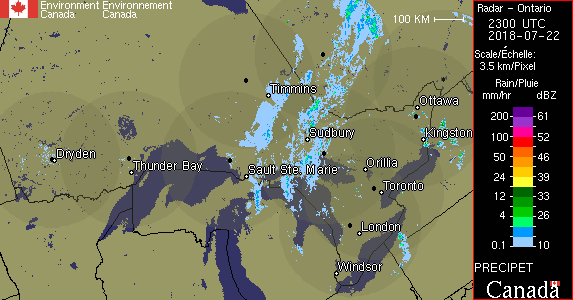 Environment Environnement
Canada Canada
100 KM
Timmins
Ottawa
Sudbury
Kingston
Dryden
Thunder Bay
Sault Ste. Marie
Orillia
Toronto
London
Windsor
Radar - Ontario
2300 UTC
2018-07-22
Scale/Échelle:
3.5 km/Pixel
Rain/Pluie
mm/hr dBZ
200 61
100 52
50 46
24 39
12 33
4 26
0.1 10
PRECIPET
Canada